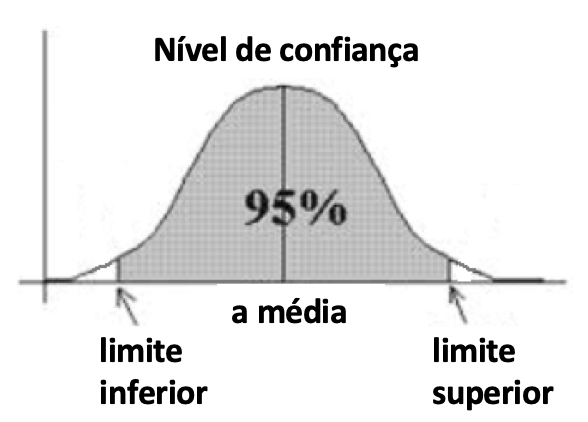 Nível de confiança
95%
a média
limite
inferior
limite
superior